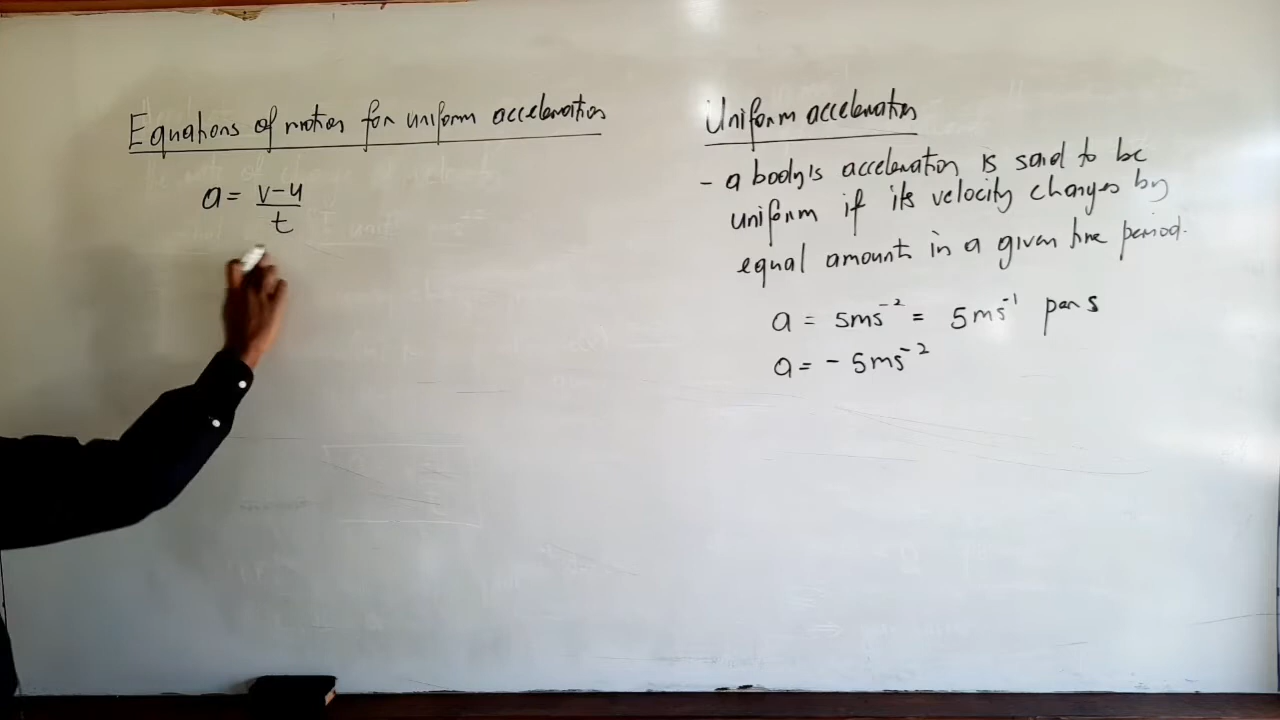 Equations of motion for uniform acceleration
a = v-u
t
Uniform acceleration
- a body's acceleration is said to be
uniform if its velocity changes by
equal amount in a given time period.
a = 5ms⁻² = 5ms⁻¹ per s
a = - 5ms⁻²